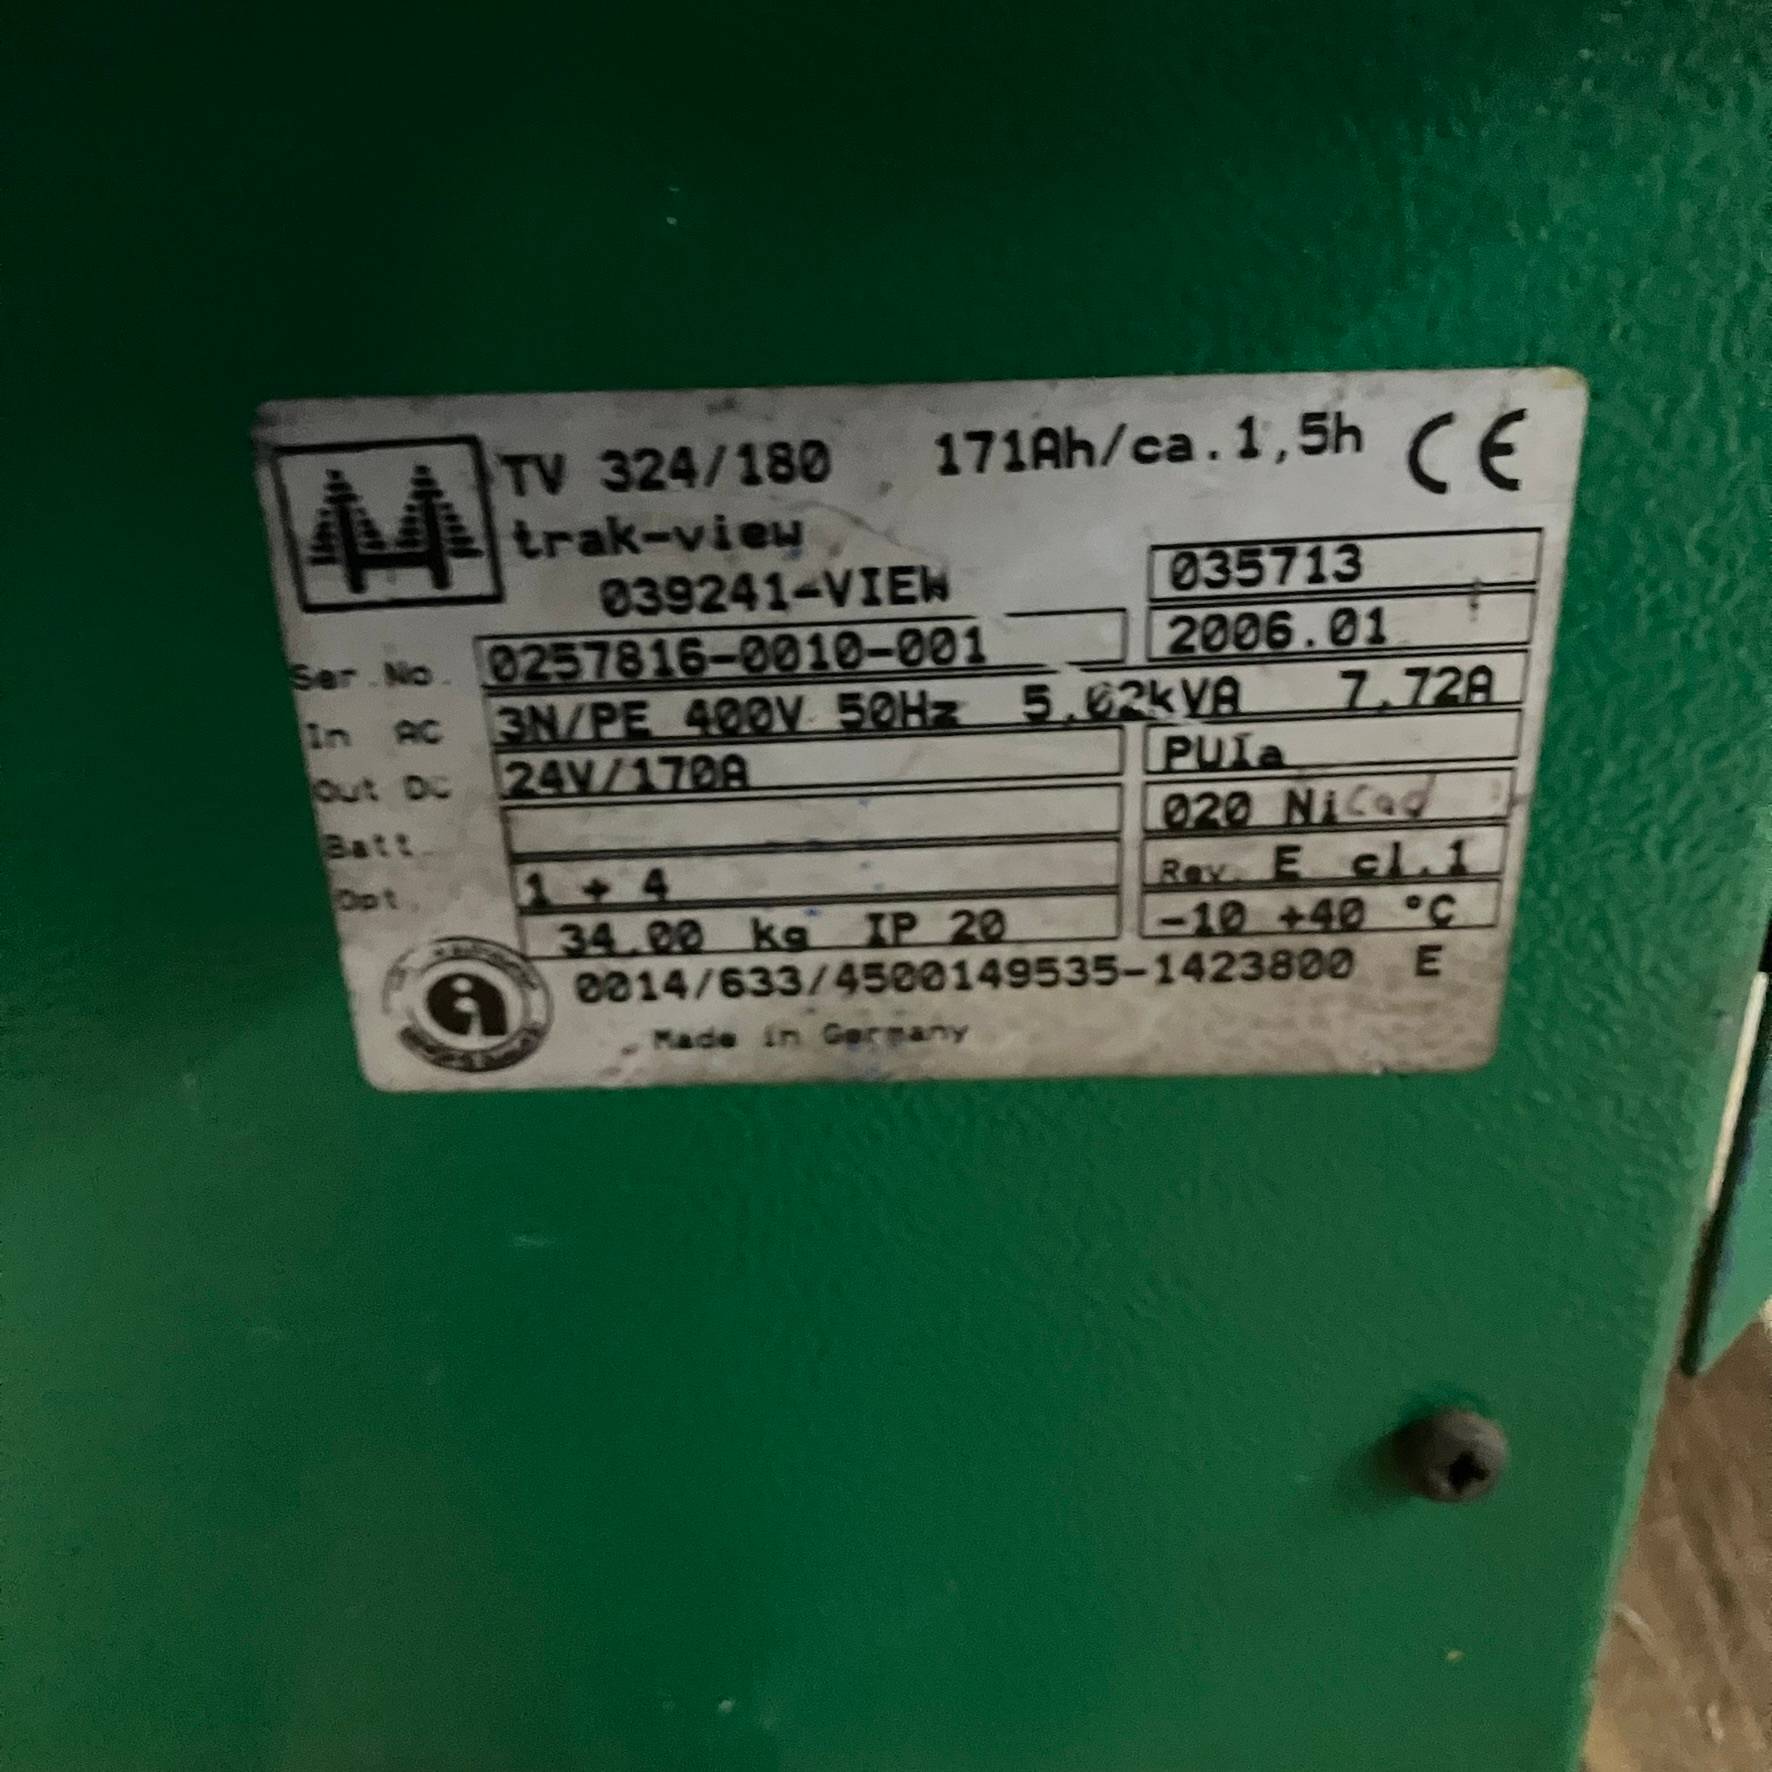 TV 324/180 171Ah/ca.1,5h CE
trak-view
039241-VIEW 035713
Ser.No. 0257816-0010-001 2006.01
In AC 3N/PE 400V 50Hz 5.02kVA 7.72A
Out DC 24V/170A PUIa
Batt. 020 NiCad
Opt. 1 + 4 Rev. E cl.1
34.00 kg IP 20 -10 +40 °C
0014/633/4500149535-1423800 E
Made in Germany